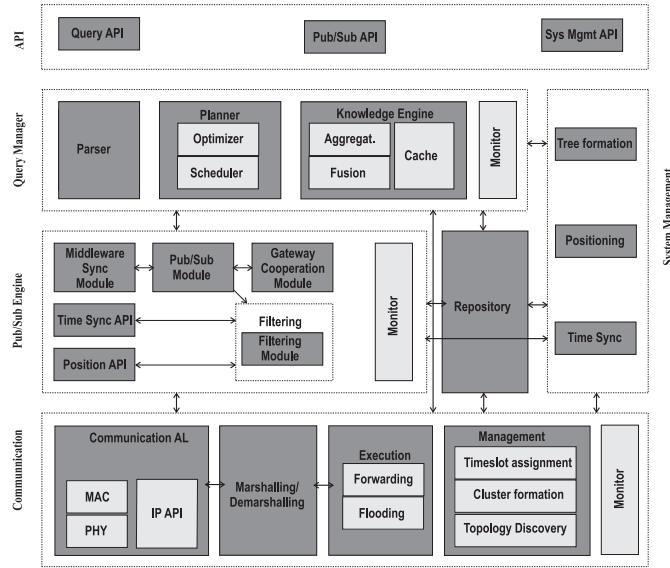 API
Query API
Pub/Sub API
Sys Mgmt API
Query Manager
Parser
Planner
Optimizer
Scheduler
Knowledge Engine
Aggregat.
Fusion
Cache
Monitor
System Management
Tree formation
Positioning
Time Sync
Pub/Sub Engine
Middleware
Sync
Module
Pub/Sub
Module
Gateway
Cooperation
Module
Time Sync API
Position API
Filtering
Filtering
Module
Monitor
Repository
Communication
Communication AL
MAC
PHY
IP API
Marshalling/
Demarshalling
Execution
Forwarding
Flooding
Management
Timeslot assignment
Cluster formation
Topology Discovery
Monitor